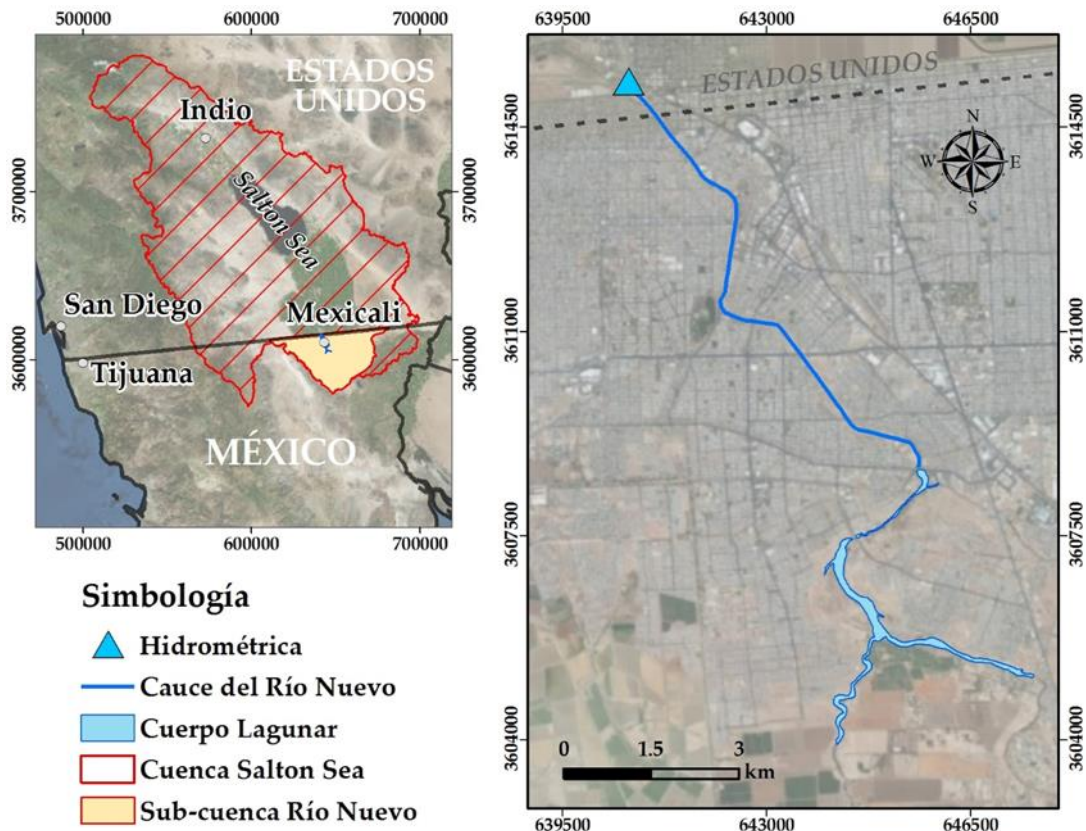 500000 600000 700000
ESTADOS
UNIDOS
Indio
Salton Sea
San Diego
Mexicali
Tijuana
MÉXICO
3700000
3600000
3700000
3600000
500000 600000 700000
Simbología
Hidrométrica
Cauce del Río Nuevo
Cuerpo Lagunar
Cuenca Salton Sea
Sub-cuenca Río Nuevo
639500 643000 646500
ESTADOS UNIDOS
N
W E
S
3614500
3611000
3607500
3604000
3614500
3611000
3607500
3604000
0 1.5 3
km
639500 643000 646500